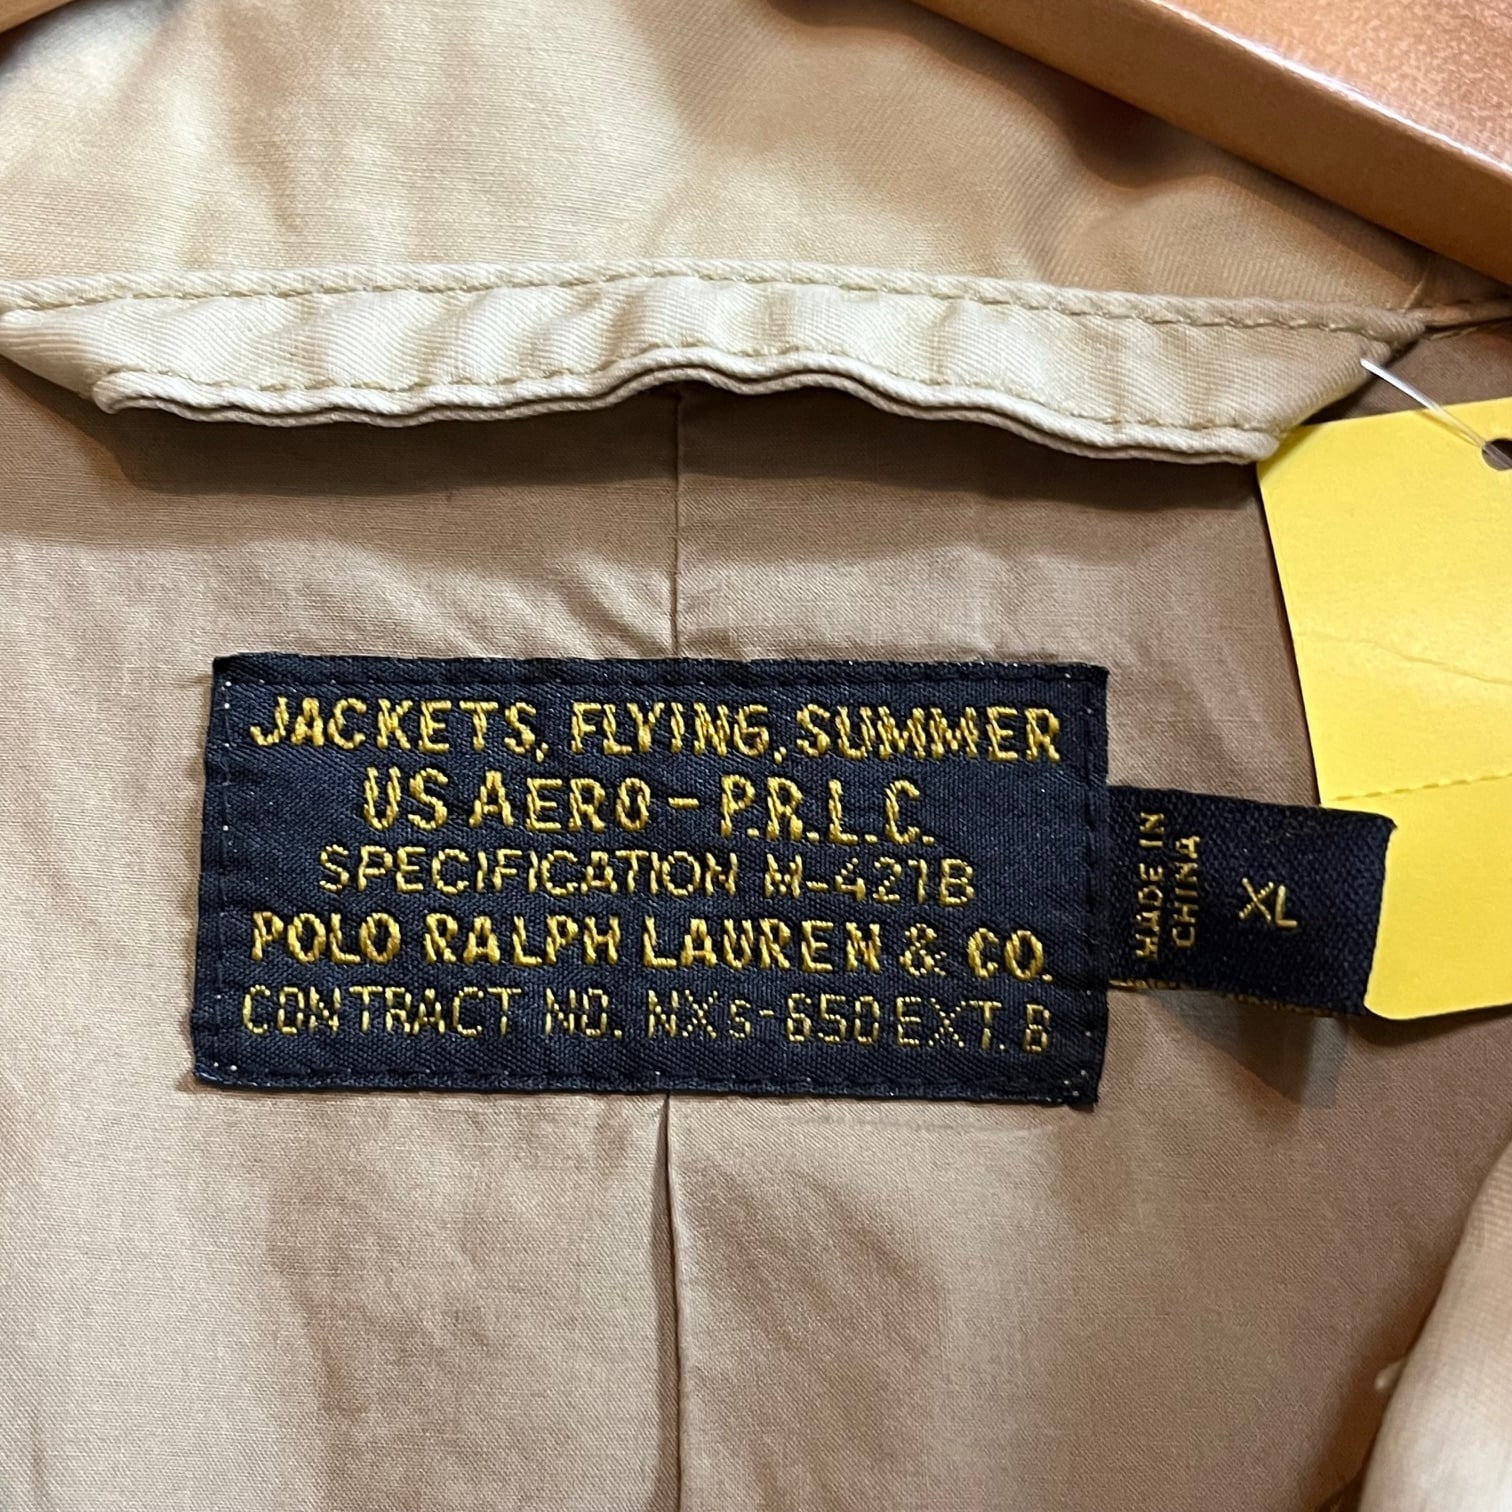 JACKETS, FLYING, SUMMER
US AERO - P.R.L.C.
SPECIFICATION M-421B
POLO RALPH LAUREN & CO.
CONTRACT NO. NXs-650 EXT. B
MADE IN
CHINA
XL